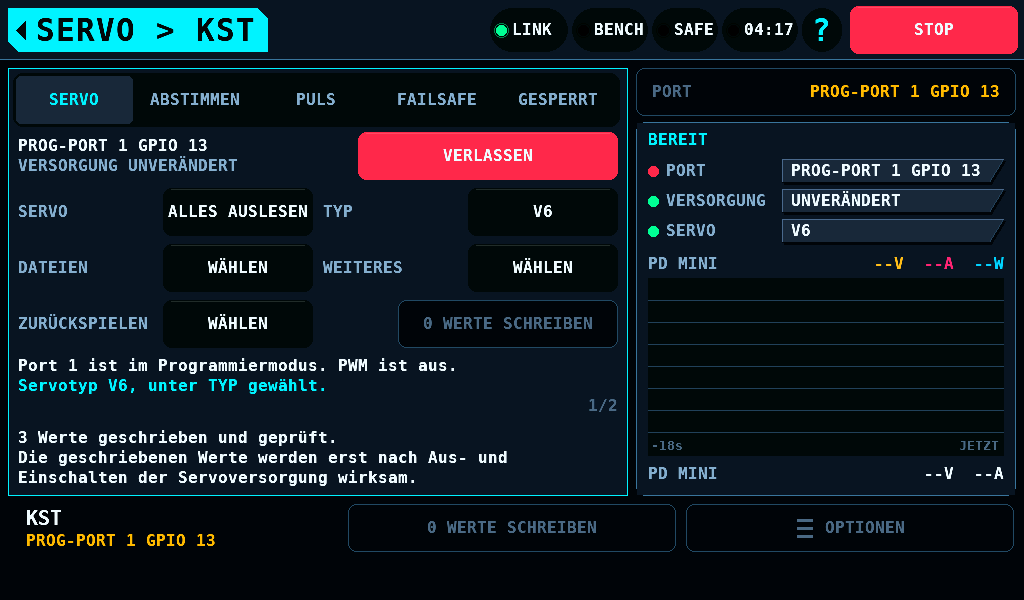 SERVO > KST
LINK
BENCH
SAFE
04:17
?
STOP
SERVO
ABSTIMMEN
PULS
FAILSAFE
GESPERRT
PROG-PORT 1 GPIO 13
VERSORGUNG UNVERÄNDERT
VERLASSEN
SERVO
ALLES AUSLESEN
TYP
V6
DATEIEN
WÄHLEN
WEITERES
WÄHLEN
ZURÜCKSPIELEN
WÄHLEN
0 WERTE SCHREIBEN
Port 1 ist im Programmiermodus. PWM ist aus.
Servotyp V6, unter TYP gewählt.
1/2
3 Werte geschrieben und geprüft.
Die geschriebenen Werte werden erst nach Aus- und
Einschalten der Servoversorgung wirksam.
PORT
PROG-PORT 1 GPIO 13
BEREIT
PORT
PROG-PORT 1 GPIO 13
VERSORGUNG
UNVERÄNDERT
SERVO
V6
PD MINI
--V
--A
--W
-18s
JETZT
PD MINI
--V
--A
KST
PROG-PORT 1 GPIO 13
0 WERTE SCHREIBEN
OPTIONEN